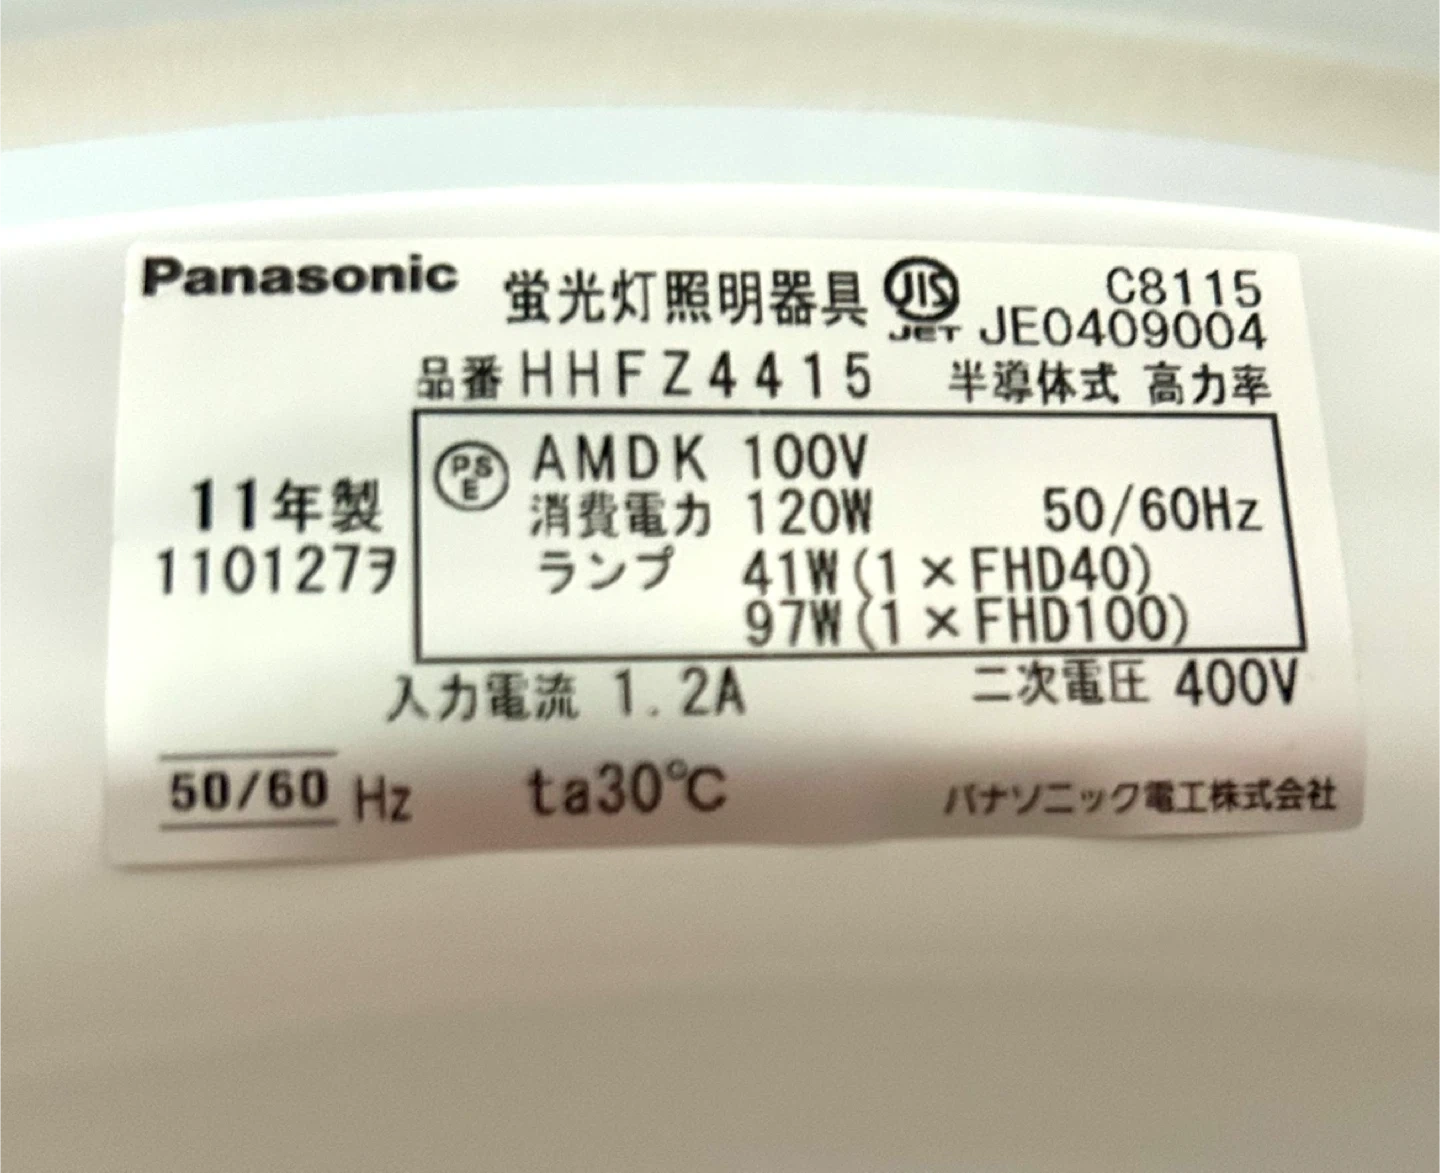 Panasonic 蛍光灯照明器具 JIS C8115
JET JE0409004
品番 HHFZ4415 半導体式 高力率
PS E AMDK 100V
11年製 消費電力 120W 50/60Hz
110127ヲ ランプ 41W(1×FHD40)
97W(1×FHD100)
入力電流 1.2A 二次電圧 400V
50/60 Hz ta30℃ パナソニック電工株式会社